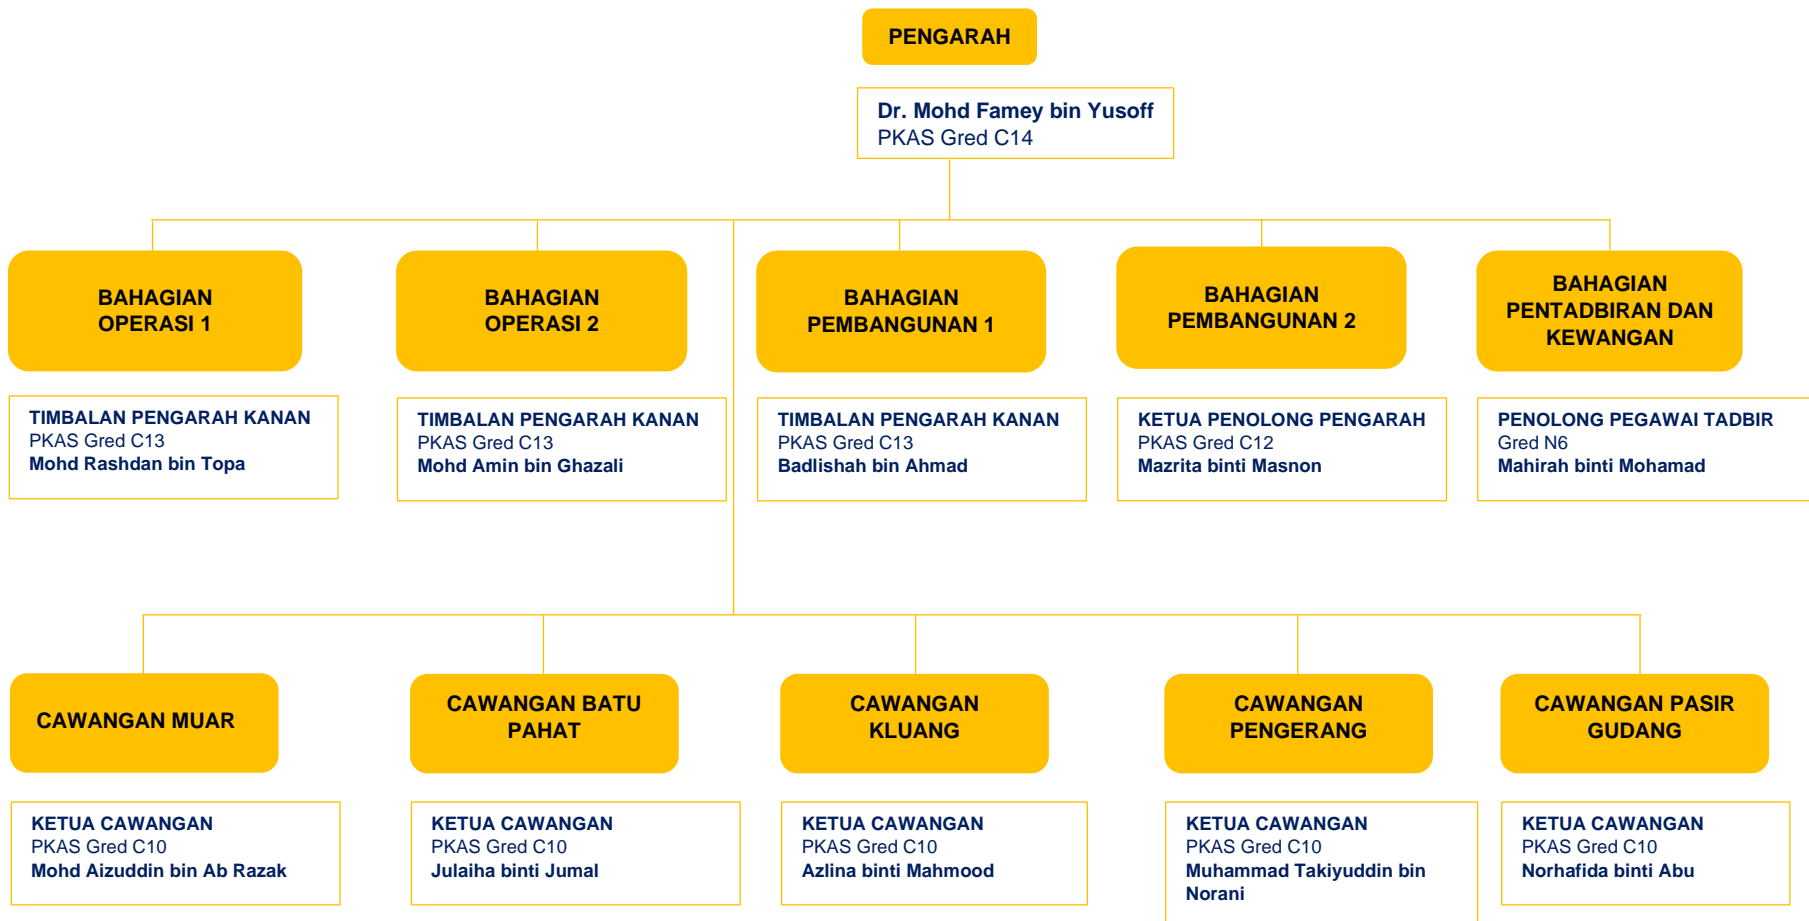 PENGARAH
Dr. Mohd Famey bin Yusoff
PKAS Gred C14
BAHAGIAN
OPERASI 1
BAHAGIAN
OPERASI 2
BAHAGIAN
PEMBANGUNAN 1
BAHAGIAN
PEMBANGUNAN 2
BAHAGIAN
PENTADBIRAN DAN
KEWANGAN
TIMBALAN PENGARAH KANAN
PKAS Gred C13
Mohd Rashdan bin Topa
TIMBALAN PENGARAH KANAN
PKAS Gred C13
Mohd Amin bin Ghazali
TIMBALAN PENGARAH KANAN
PKAS Gred C13
Badlishah bin Ahmad
KETUA PENOLONG PENGARAH
PKAS Gred C12
Mazrita binti Masnon
PENOLONG PEGAWAI TADBIR
Gred N6
Mahirah binti Mohamad
CAWANGAN MUAR
CAWANGAN BATU
PAHAT
CAWANGAN
KLUANG
CAWANGAN
PENGERANG
CAWANGAN PASIR
GUDANG
KETUA CAWANGAN
PKAS Gred C10
Mohd Aizuddin bin Ab Razak
KETUA CAWANGAN
PKAS Gred C10
Julaiha binti Jumal
KETUA CAWANGAN
PKAS Gred C10
Azlina binti Mahmood
KETUA CAWANGAN
PKAS Gred C10
Muhammad Takiyuddin bin
Norani
KETUA CAWANGAN
PKAS Gred C10
Norhafida binti Abu